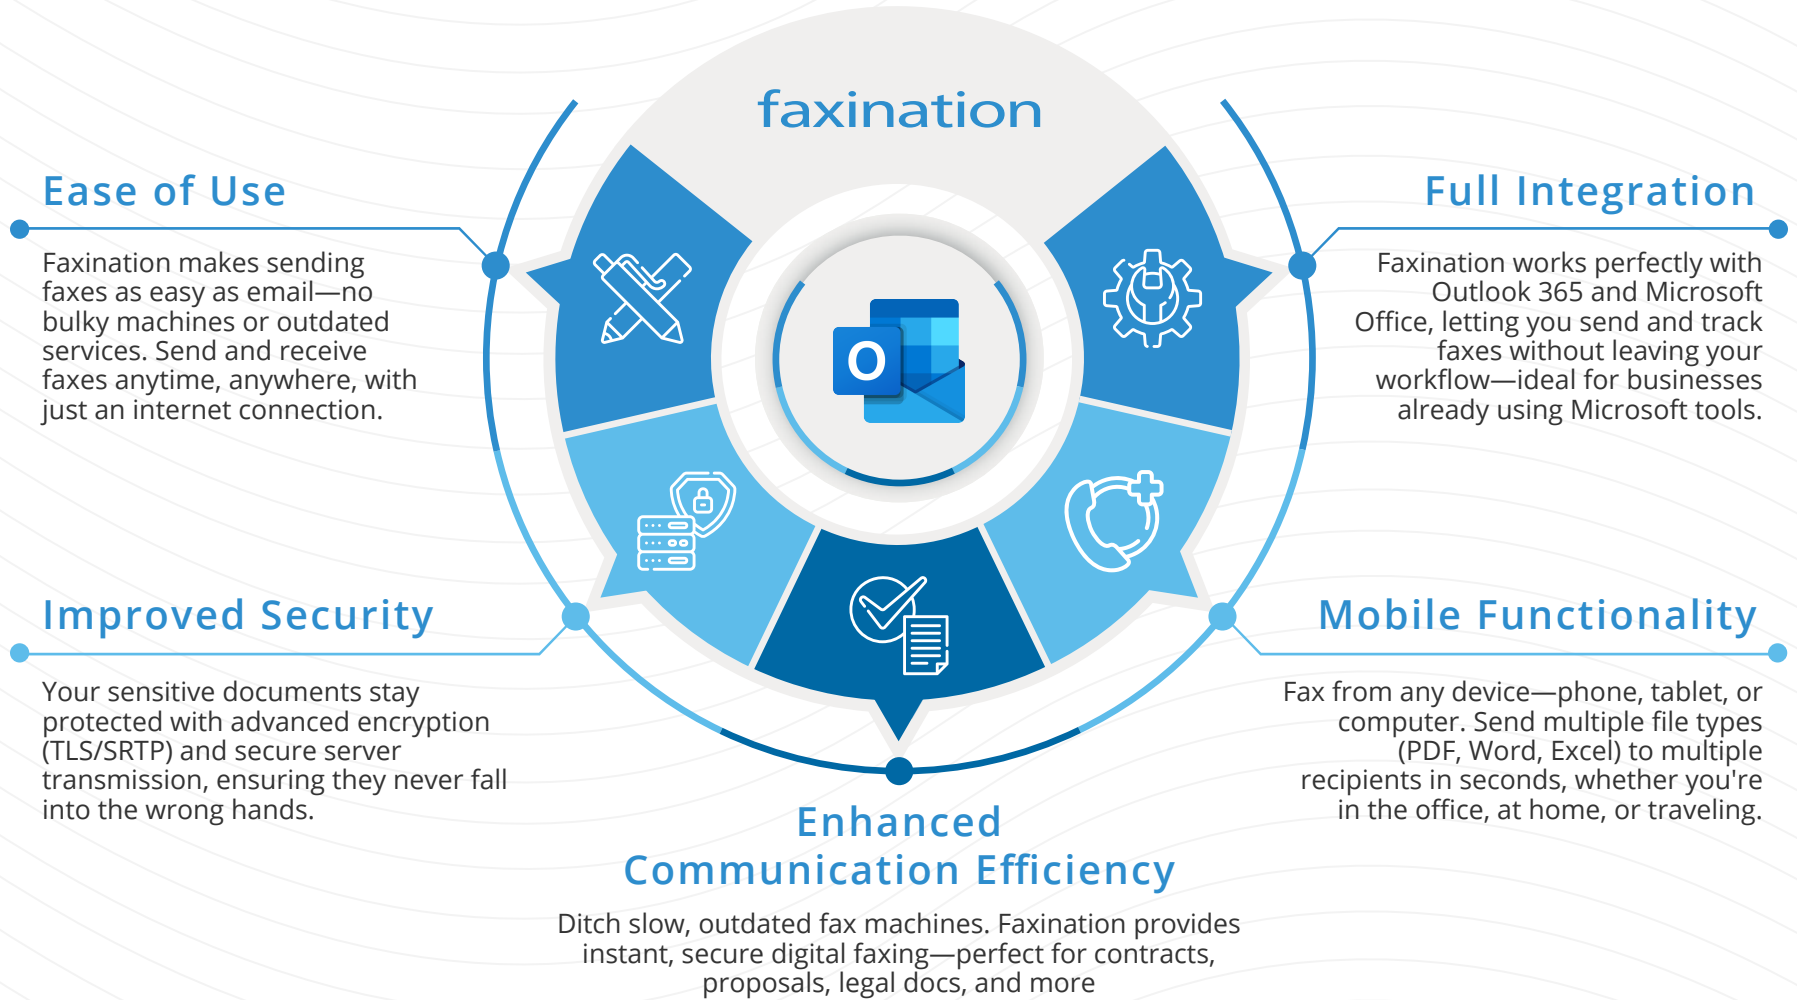 faxination
Ease of Use
Faxination makes sending
faxes as easy as email—no
bulky machines or outdated
services. Send and receive
faxes anytime, anywhere, with
just an internet connection.
Full Integration
Faxination works perfectly with
Outlook 365 and Microsoft
Office, letting you send and track
faxes without leaving your
workflow—ideal for businesses
already using Microsoft tools.
O
Improved Security
Your sensitive documents stay
protected with advanced encryption
(TLS/SRTP) and secure server
transmission, ensuring they never fall
into the wrong hands.
Mobile Functionality
Fax from any device—phone, tablet, or
computer. Send multiple file types
(PDF, Word, Excel) to multiple
recipients in seconds, whether you're
in the office, at home, or traveling.
Enhanced
Communication Efficiency
Ditch slow, outdated fax machines. Faxination provides
instant, secure digital faxing—perfect for contracts,
proposals, legal docs, and more